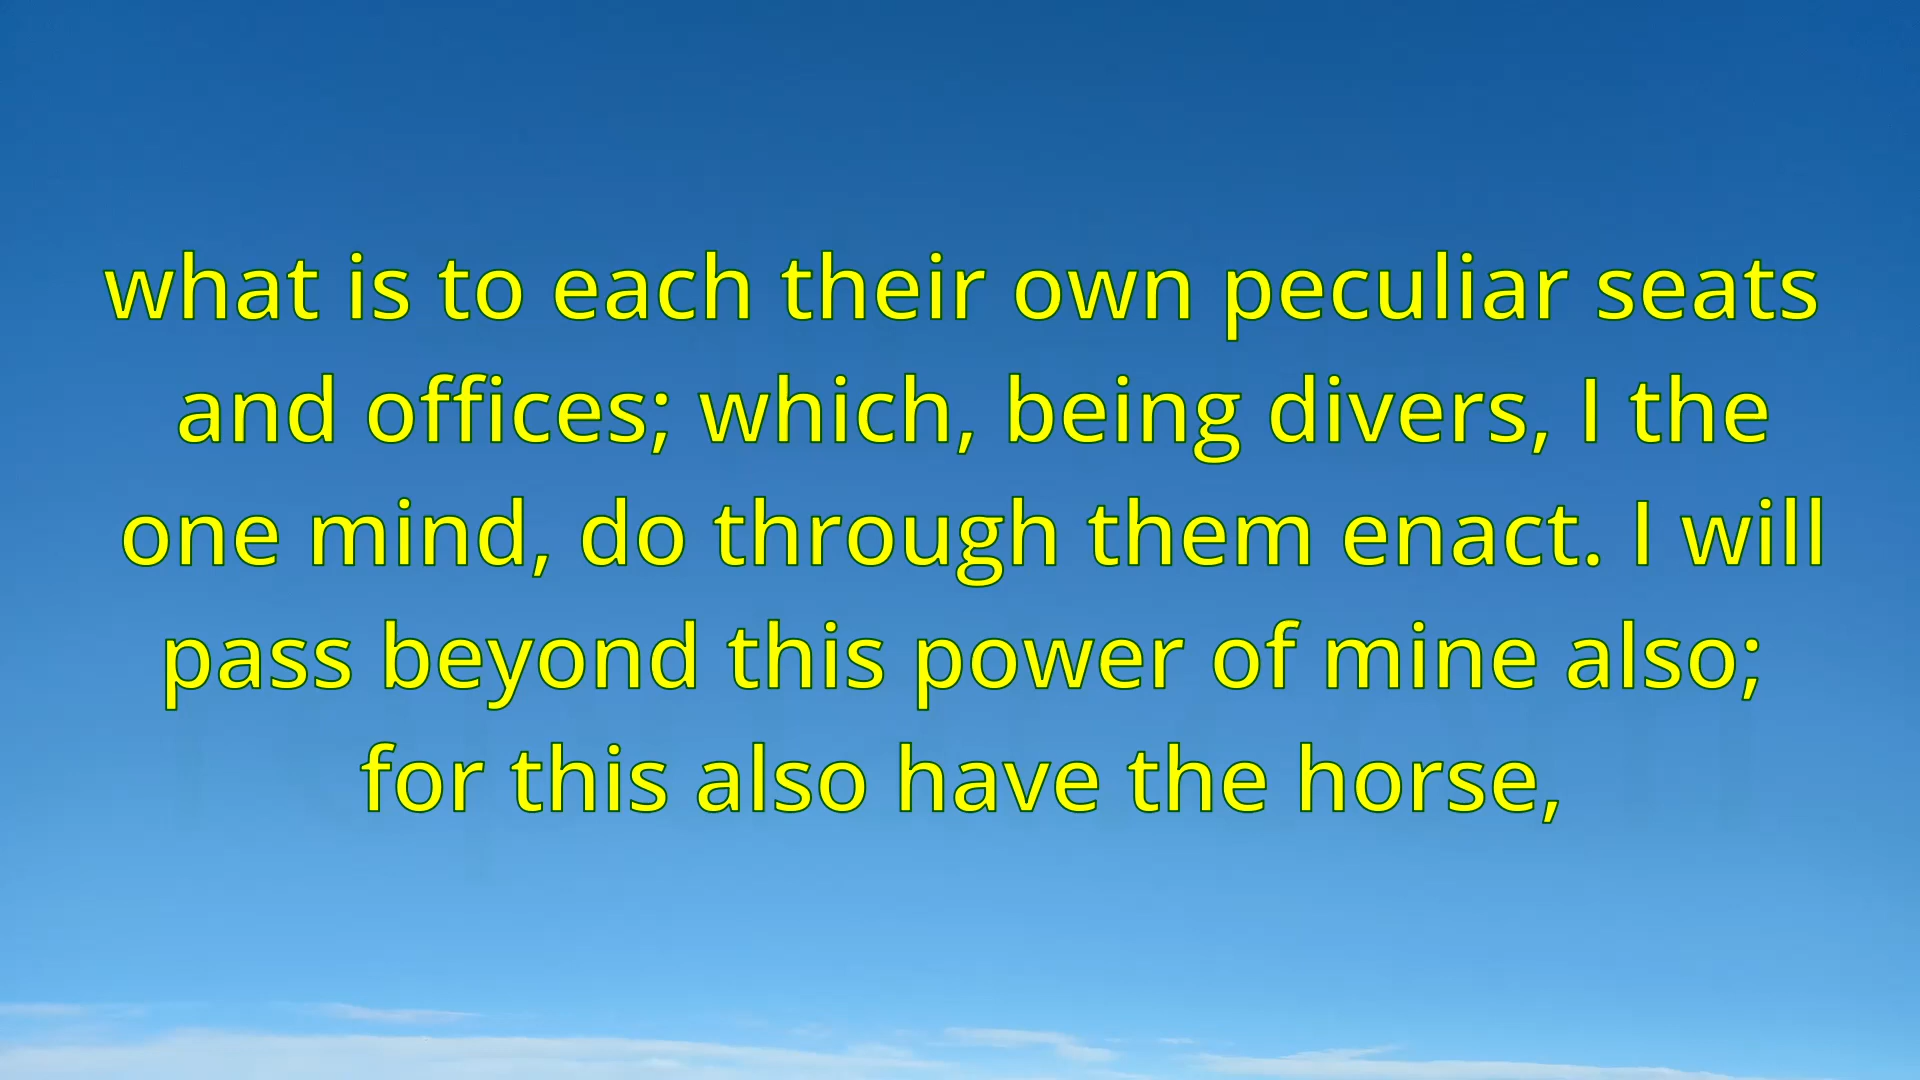 what is to each their own peculiar seats
and offices; which, being divers, I the
one mind, do through them enact. I will
pass beyond this power of mine also;
for this also have the horse,